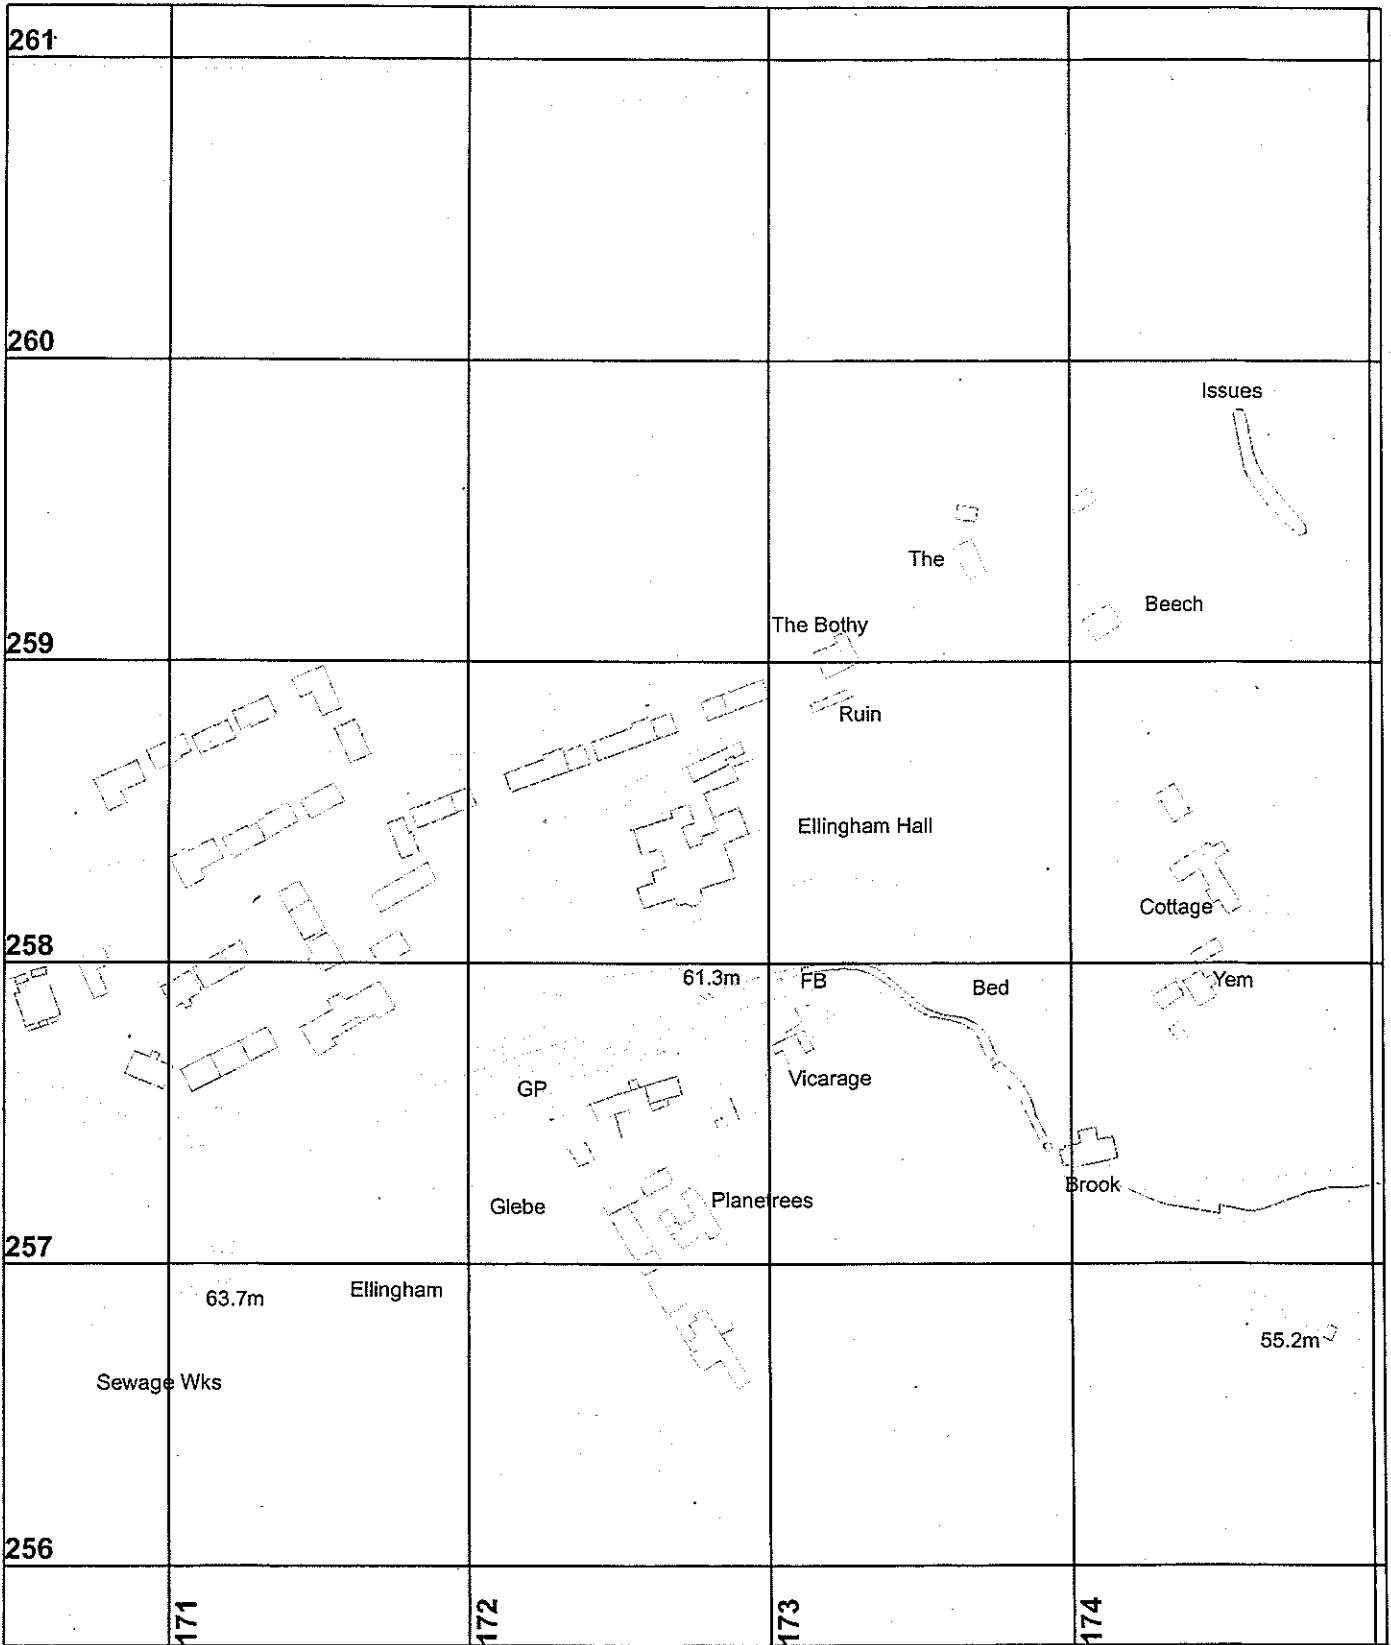 261
260
Issues
The
Beech
The Bothy
259
Ruin
Ellingham Hall
Cottage
258
61.3m
FB
Bed
Yem
Vicarage
GP
Brook
Planetrees
Glebe
257
Ellingham
63.7m
55.2m
Sewage Wks
256
171
172
173
174